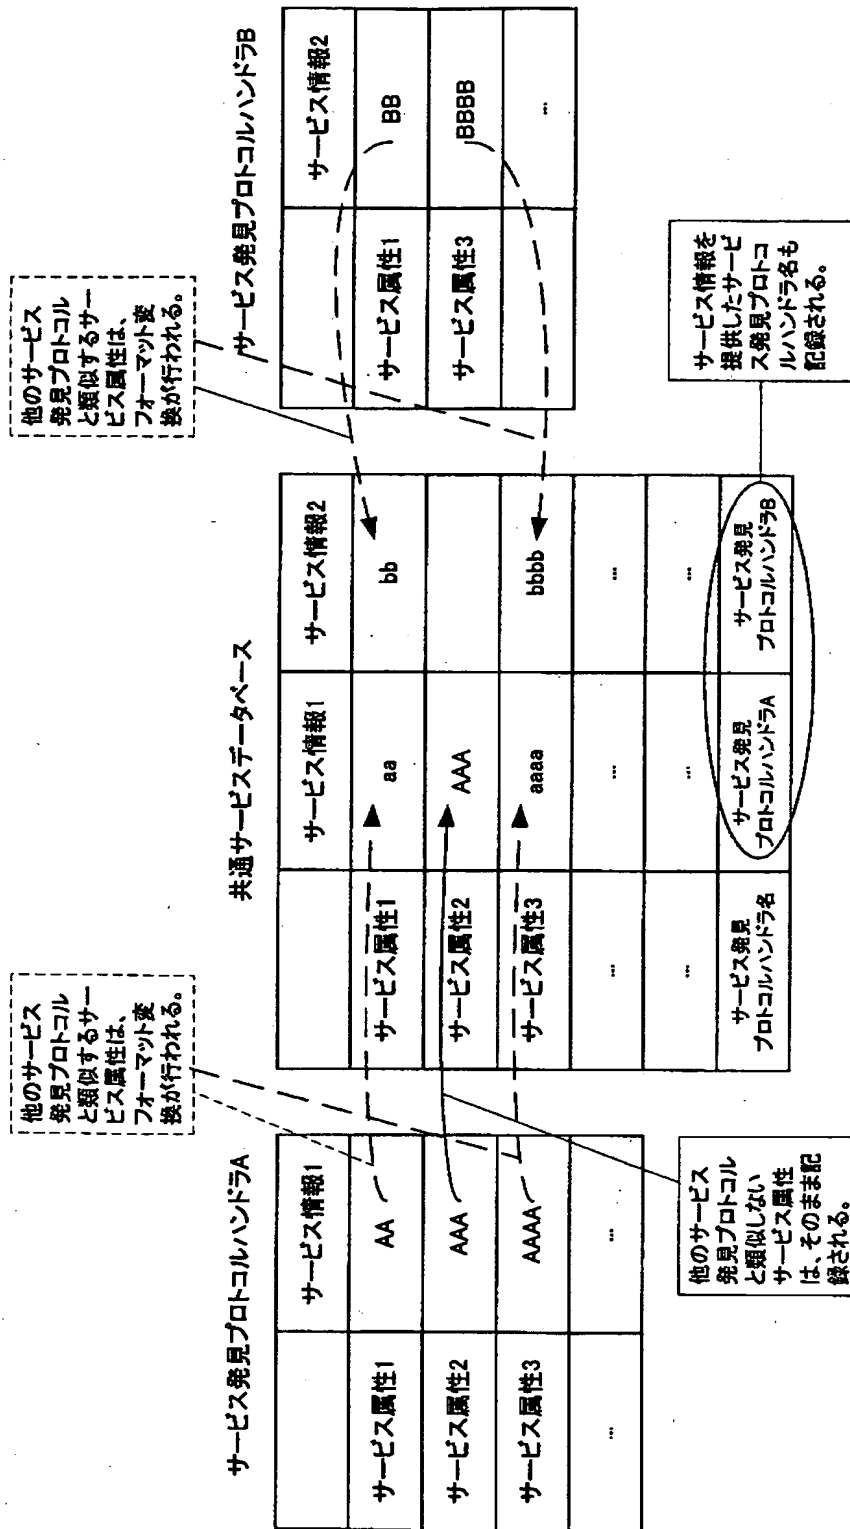 サービス発見プロトコルハンドラA
サービス情報1
サービス属性1
AA
サービス属性2
AAA
サービス属性3
AAAA
...
...
他のサービス
発見プロトコル
と類似するサー
ビス属性は、
フォーマット変
換が行われる。
他のサービス
発見プロトコル
と類似しない
サービス属性
は、そのまま記
録される。
共通サービスデータベース
サービス情報1
サービス情報2
サービス属性1
aa
bb
サービス属性2
AAA
サービス属性3
aaaa
bbbb
...
...
...
...
...
...
サービス発見
プロトコルハンドラ名
サービス発見
プロトコルハンドラA
サービス発見
プロトコルハンドラB
他のサービス
発見プロトコル
と類似するサー
ビス属性は、
フォーマット変
換が行われる。
サービス発見プロトコルハンドラB
サービス情報2
サービス属性1
BB
サービス属性3
BBBB
...
サービス情報を
提供したサービ
ス発見プロトコ
ルハンドラ名も
記録される。